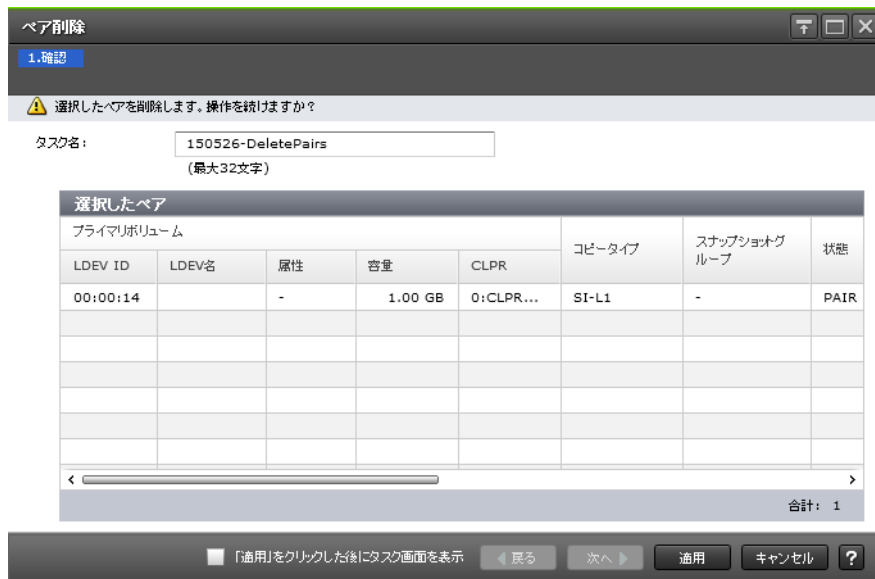 ペア削除
1.確認
選択したペアを削除します。操作を続けますか？
タスク名：
150526-DeletePairs
(最大32文字)
選択したペア
プライマリボリューム
コピータイプ
スナップショットグ
ループ
状態
LDEV ID
LDEV名
属性
容量
CLPR
00:00:14
-
1.00 GB
0:CLPR...
SI-L1
-
PAIR
合計： 1
「適用」をクリックした後にタスク画面を表示
戻る
次へ
適用
キャンセル
?